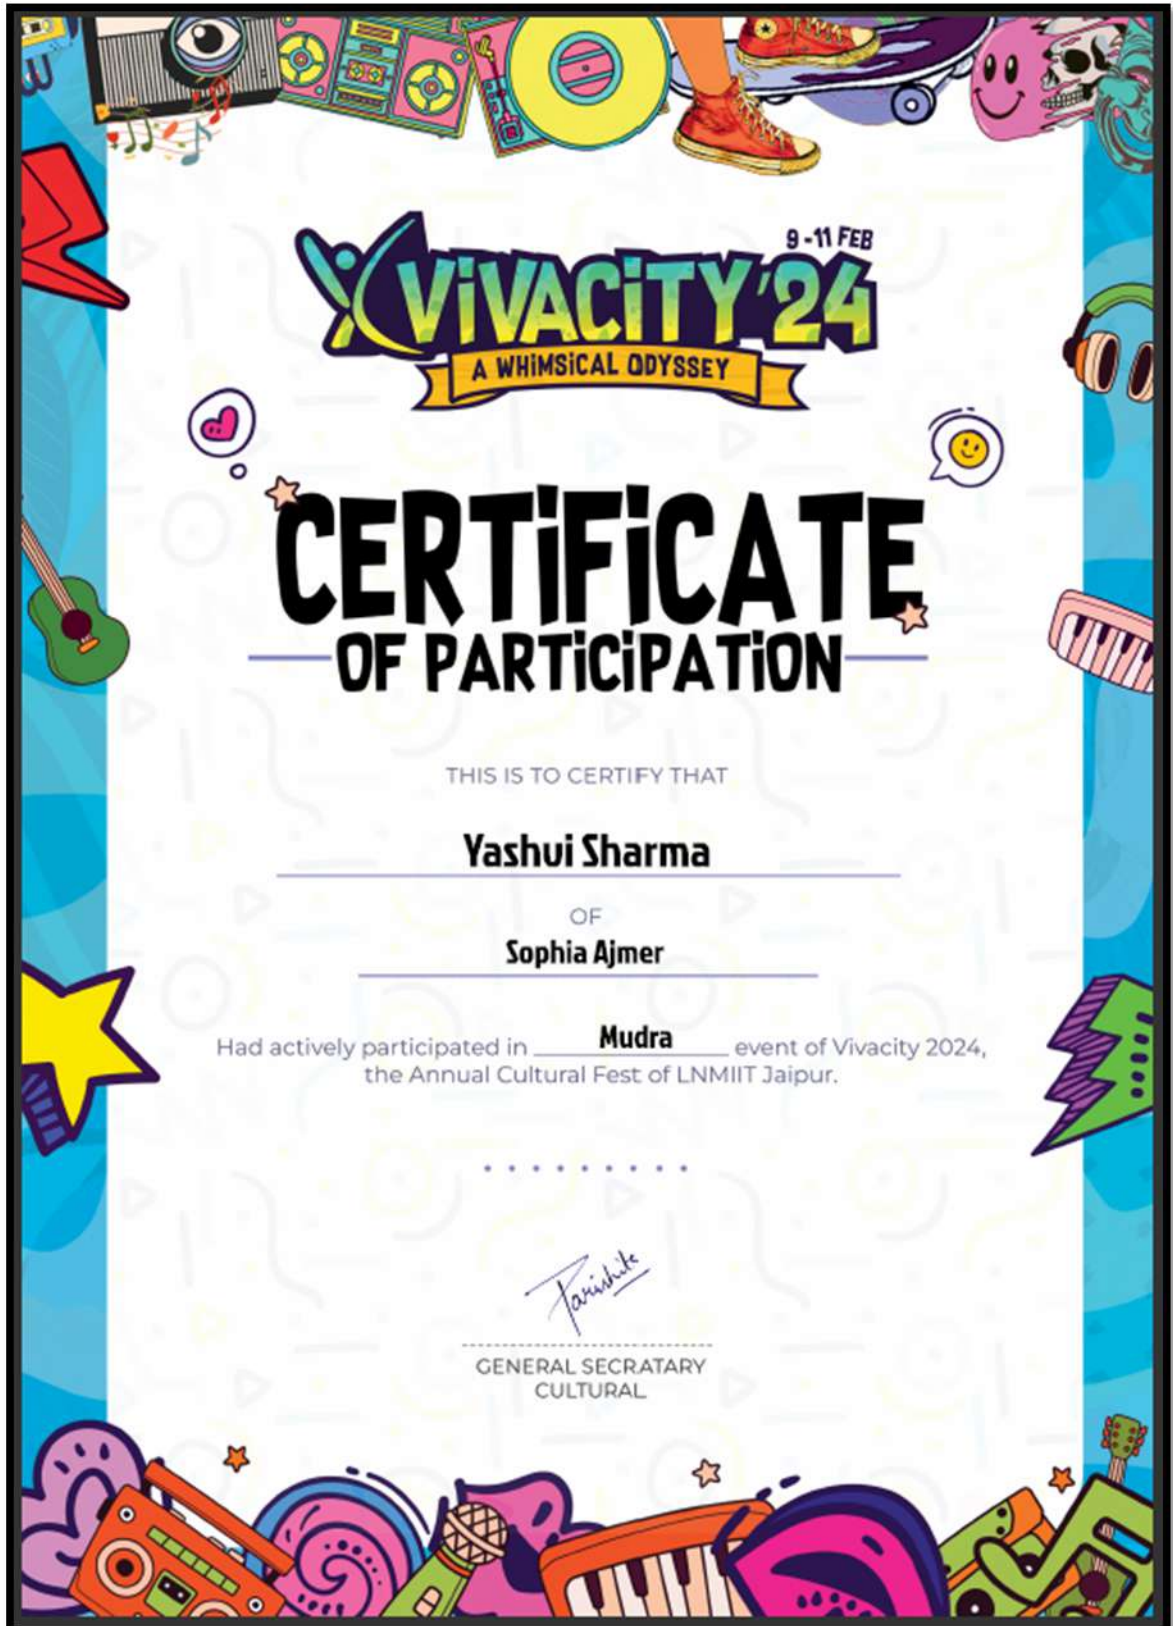 9 - 11 FEB
ViVACiTY '24
A WHiMSiCAL ODYSSEY
CERTiFiCATE
OF PARTiCiPATiON
THIS IS TO CERTIFY THAT
Yashvi Sharma
OF
Sophia Ajmer
Had actively participated in Mudra event of Vivacity 2024,
the Annual Cultural Fest of LNMIIT Jaipur.
Parishita
GENERAL SECRATARY
CULTURAL